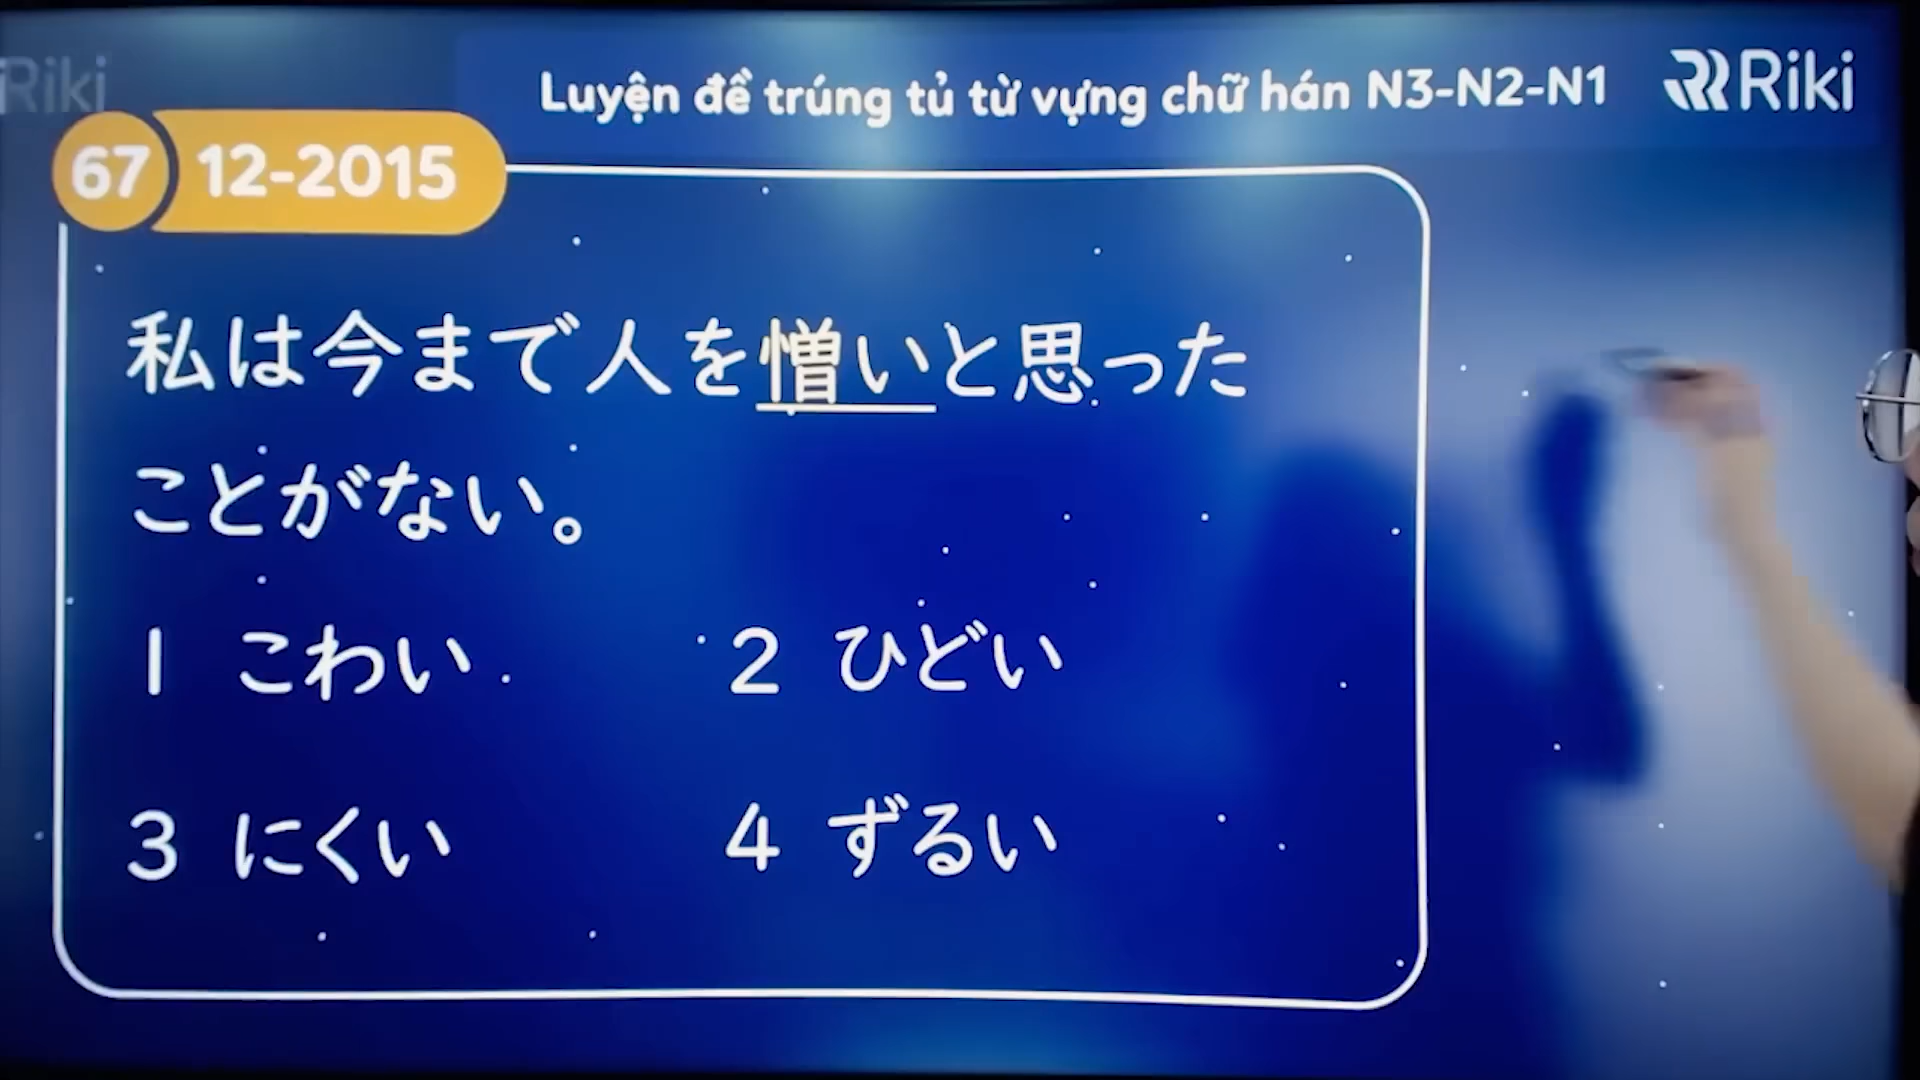 Riki
Luyện đề trúng tủ từ vựng chữ hán N3-N2-N1
Riki
67 12-2015
私は今まで人を憎いと思った
ことがない。
1 こわい 2 ひどい
3 にくい 4 ずるい